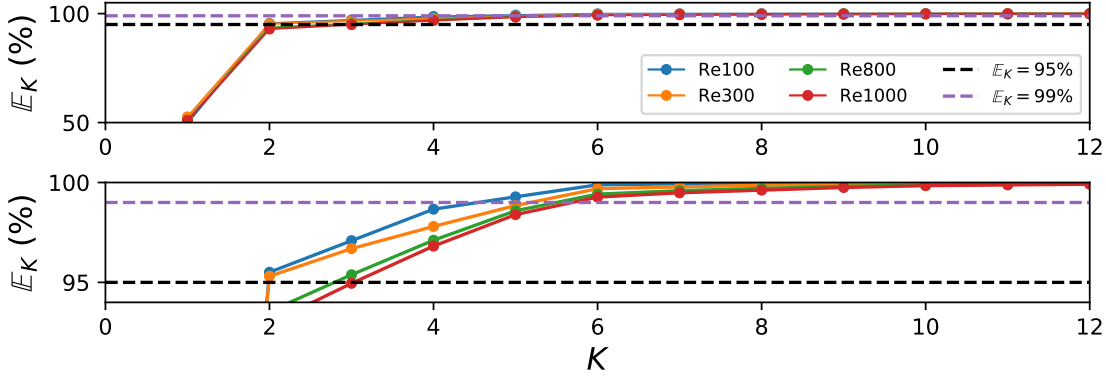 100
50
𝔼_K (%)
Re100
Re300
Re800
Re1000
𝔼_K = 95%
𝔼_K = 99%
0 2 4 6 8 10 12
100
95
𝔼_K (%)
0 2 4 6 8 10 12
K